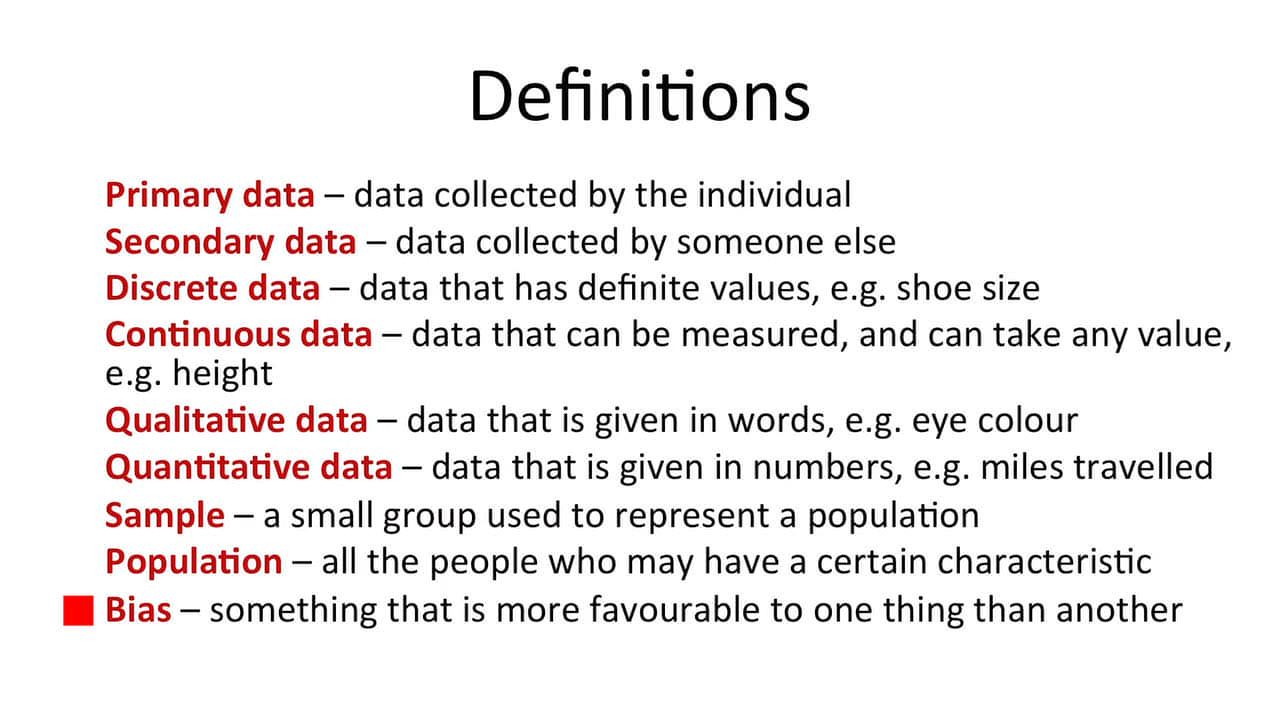 Definitions
Primary data – data collected by the individual
Secondary data – data collected by someone else
Discrete data – data that has definite values, e.g. shoe size
Continuous data – data that can be measured, and can take any value,
e.g. height
Qualitative data – data that is given in words, e.g. eye colour
Quantitative data – data that is given in numbers, e.g. miles travelled
Sample – a small group used to represent a population
Population – all the people who may have a certain characteristic
Bias – something that is more favourable to one thing than another